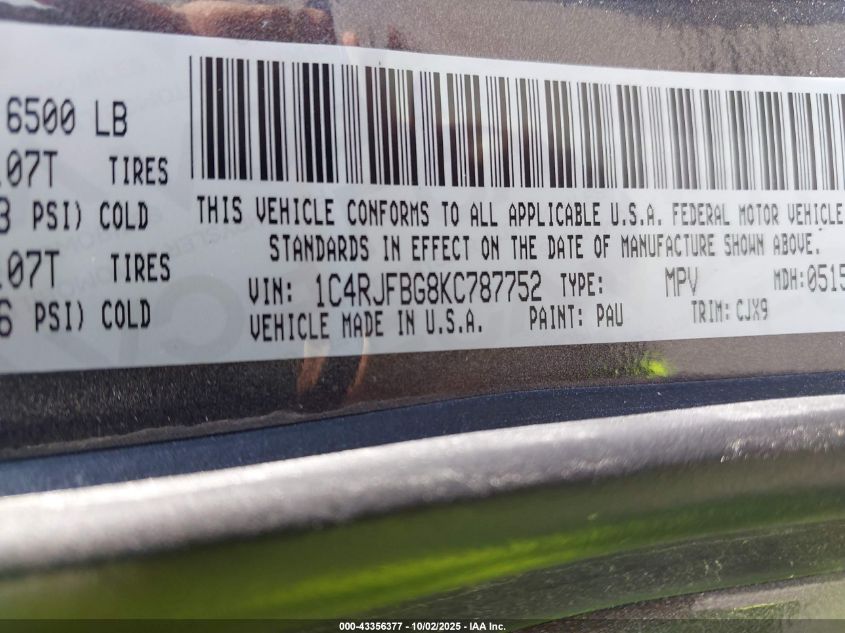 6500 LB
.07T TIRES
3 PSI) COLD
.07T TIRES
6 PSI) COLD
THIS VEHICLE CONFORMS TO ALL APPLICABLE U.S.A. FEDERAL MOTOR VEHICLE
STANDARDS IN EFFECT ON THE DATE OF MANUFACTURE SHOWN ABOVE.
VIN: 1C4RJFBG8KC787752 TYPE: MPV MDH:0515
VEHICLE MADE IN U.S.A. PAINT: PAU TRIM: CJX9
000-43356377 - 10/02/2025 - IAA Inc.